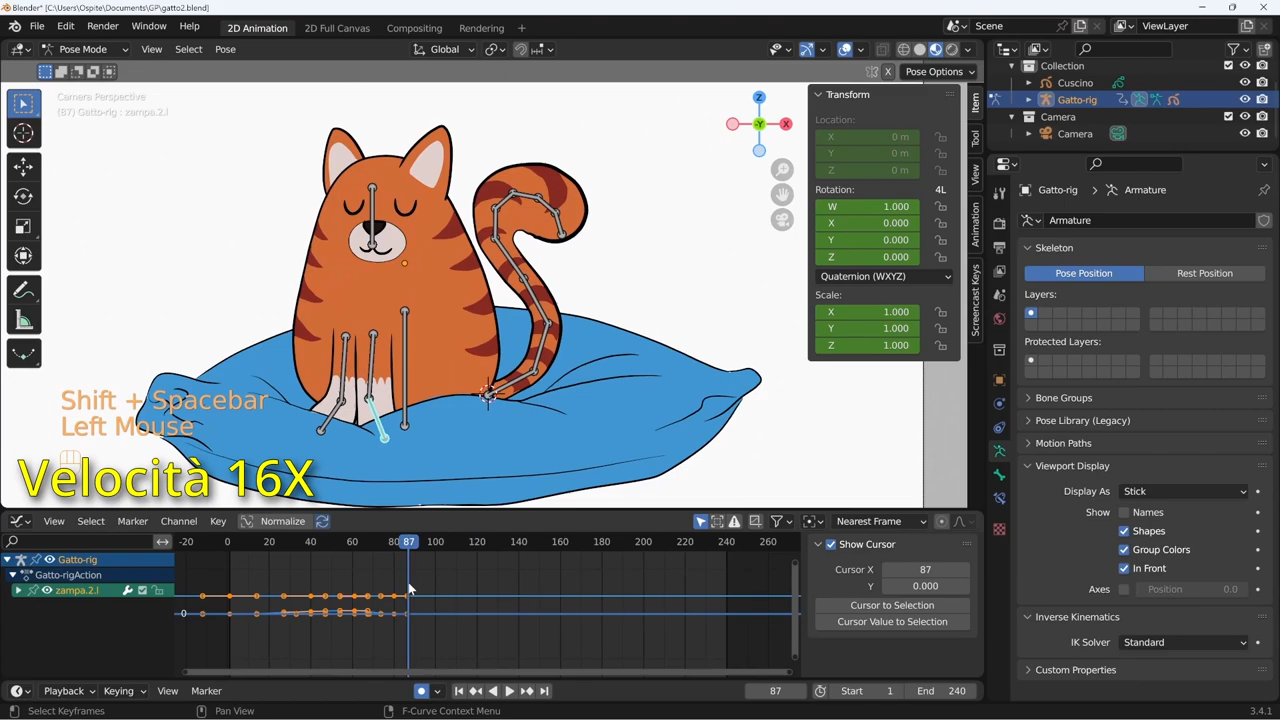 Blender* [C:\Users\Ospite\Documents\GP\gatto2.blend]
File Edit Render Window Help 2D Animation 2D Full Canvas Compositing Rendering Scene ViewLayer
Pose Mode View Select Pose Global
X Pose Options
Camera Perspective
(87) Gatto-rig : zampa.2.l
Z
X
-Y
Transform
Location:
X 0 m
Y 0 m
Z 0 m
Rotation: 4L
W 1.000
X 0.000
Y 0.000
Z 0.000
Quaternion (WXYZ)
Scale:
X 1.000
Y 1.000
Z 1.000
Item
Tool
View
Animation
Screencast Keys
Shift + Spacebar
Left Mouse
Velocità 16X
Collection
Cuscino
Gatto-rig
Camera
Camera
Gatto-rig Armature
Armature
Skeleton
Pose Position Rest Position
Layers:
Protected Layers:
Bone Groups
Pose Library (Legacy)
Motion Paths
Viewport Display
Display As Stick
Show Names
Shapes
Group Colors
In Front
Axes Position 0.0
Inverse Kinematics
IK Solver Standard
Custom Properties
View Select Marker Channel Key Normalize Nearest Frame
-20 0 20 40 60 80 87 100 120 140 160 180 200 220 240 260
Gatto-rig
Gatto-rigAction
zampa.2.l
0
Show Cursor
Cursor X 87
Y 0.000
Cursor to Selection
Cursor Value to Selection
Playback Keying View Marker 87 Start 1 End 240
Select Keyframes Pan View F-Curve Context Menu 3.4.1